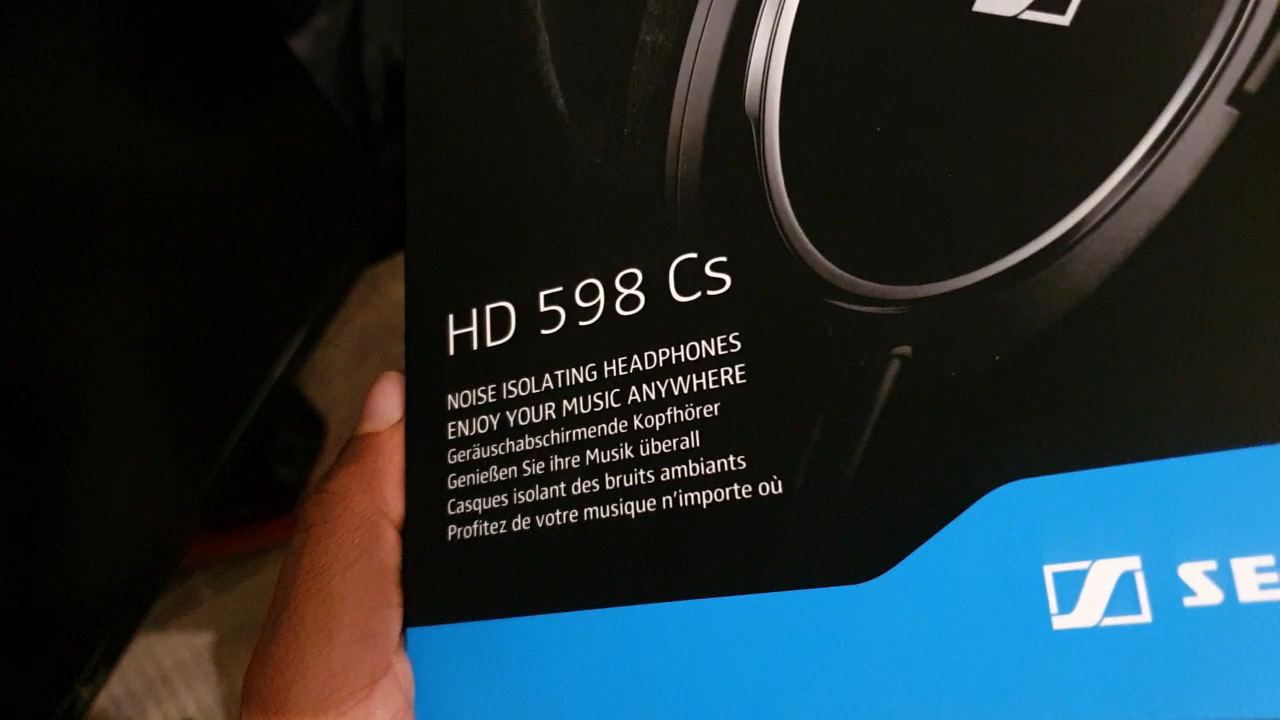 HD 598 Cs
NOISE ISOLATING HEADPHONES
ENJOY YOUR MUSIC ANYWHERE
Geräuschabschirmende Kopfhörer
Genießen Sie ihre Musik überall
Casques isolant des bruits ambiants
Profitez de votre musique n'importe où
SE